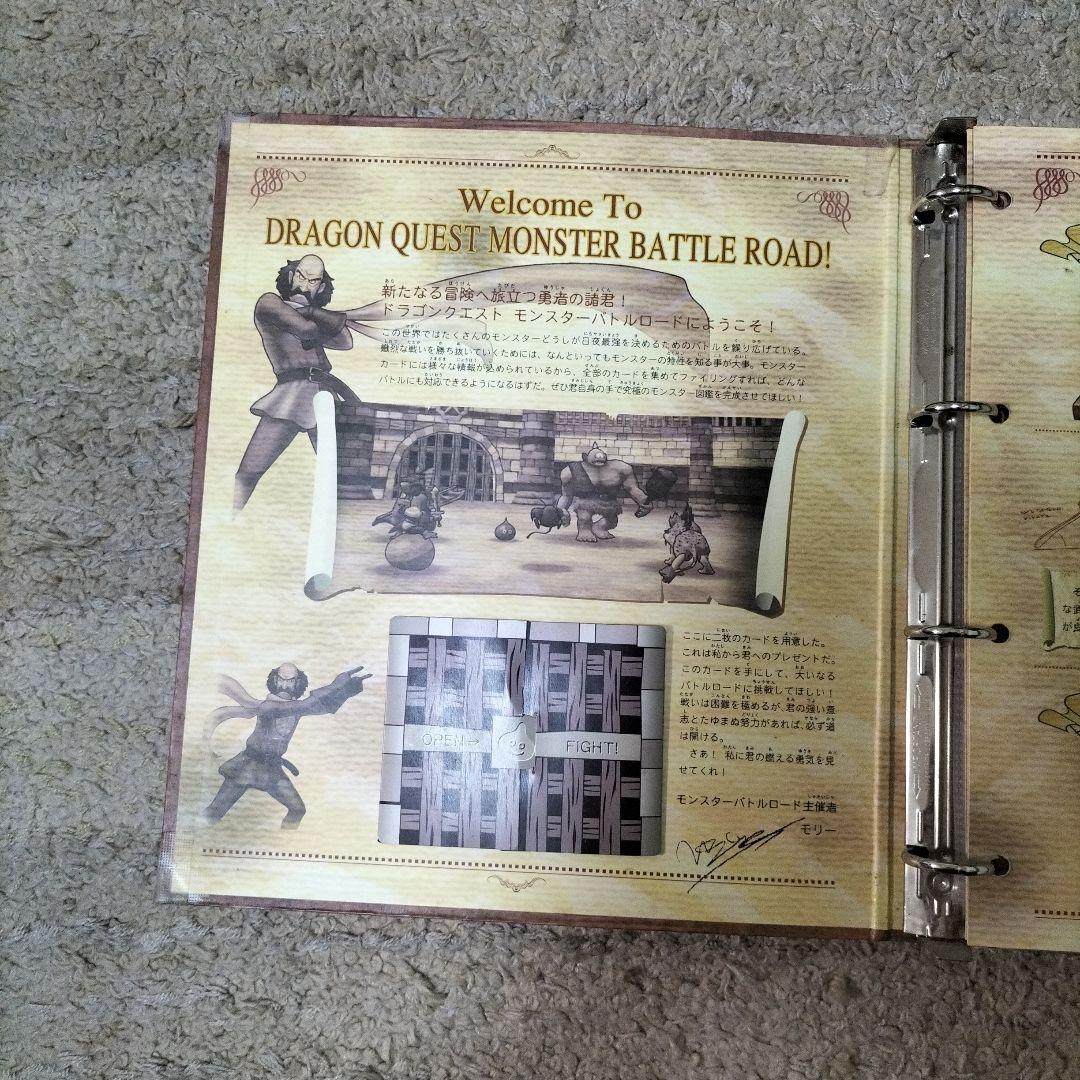 Welcome To
DRAGON QUEST MONSTER BATTLE ROAD!
新たなる冒険へ旅立つ勇者の諸君!
ドラゴンクエスト モンスターバトルロードにようこそ!
この世界ではたくさんのモンスターどうしが日夜最強を決めるためのバトルを繰り広げている。
熾烈な戦いを勝ち抜いていくためには、なんといってもモンスターの特性を知る事が大事。モンスター
カードには様々な情報が込められているから、全部のカードを集めてファイリングすれば、どんな
バトルにも対応できるようになるはずだ。ぜひ君自身の手で究極のモンスター図鑑を完成させてほしい!
OPEN→
FIGHT!
ここに二枚のカードを用意した。
これは私から君へのプレゼントだ。
このカードを手にして、大いなる
バトルロードに挑戦してほしい!
戦いは困難を極めるが、君の強い意
志とたゆまぬ努力があれば、必ず道
は開ける。
さあ! 私に君の燃える勇気を見
せてくれ!
モンスターバトルロード主催者
モリー
そ
な
が